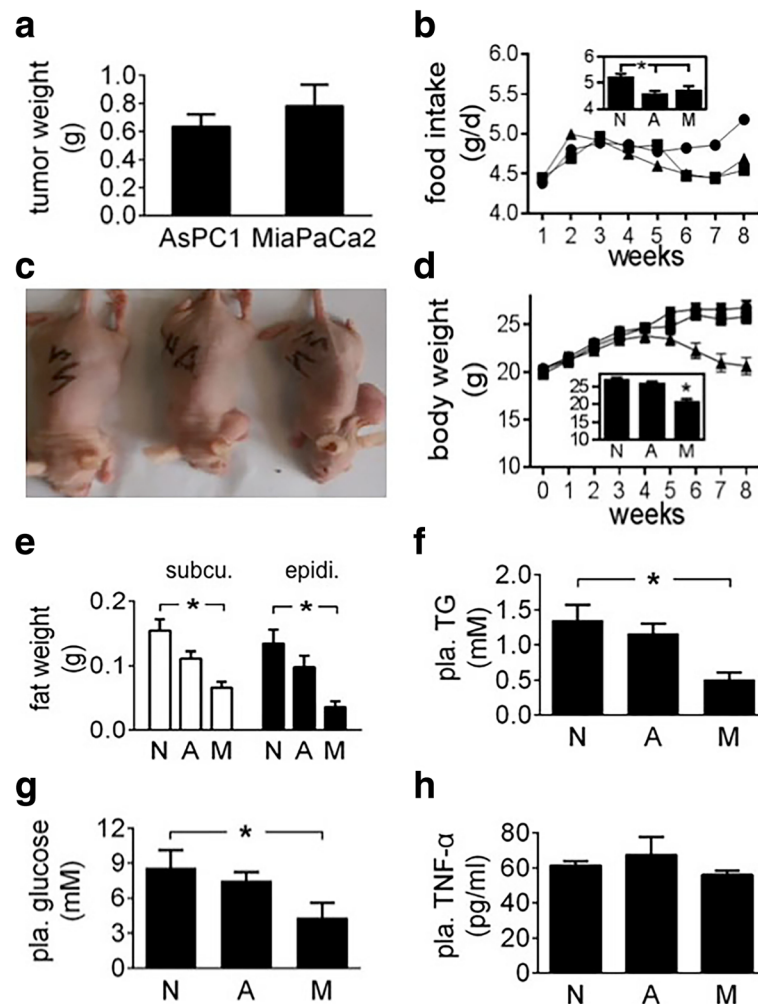 a
tumor weight
(g)
1.0
0.8
0.6
0.4
0.2
0.0
AsPC1 MiaPaCa2
b
food intake
(g/d)
6.0
5.5
5.0
4.5
4.0
6
5
4
*
N A M
1 2 3 4 5 6 7 8
weeks
c
d
body weight
(g)
25
20
15
10
25
20
15
10
*
N A M
0 1 2 3 4 5 6 7 8
weeks
e
subcu. epidi.
fat weight
(g)
0.2
0.1
0.0
* *
N A M N A M
f
pla. TG
(mM)
2.0
1.5
1.0
0.5
0.0
*
N A M
g
pla. glucose
(mM)
12
9
6
3
0
*
N A M
h
pla. TNF-α
(pg/ml)
80
60
40
20
0
N A M